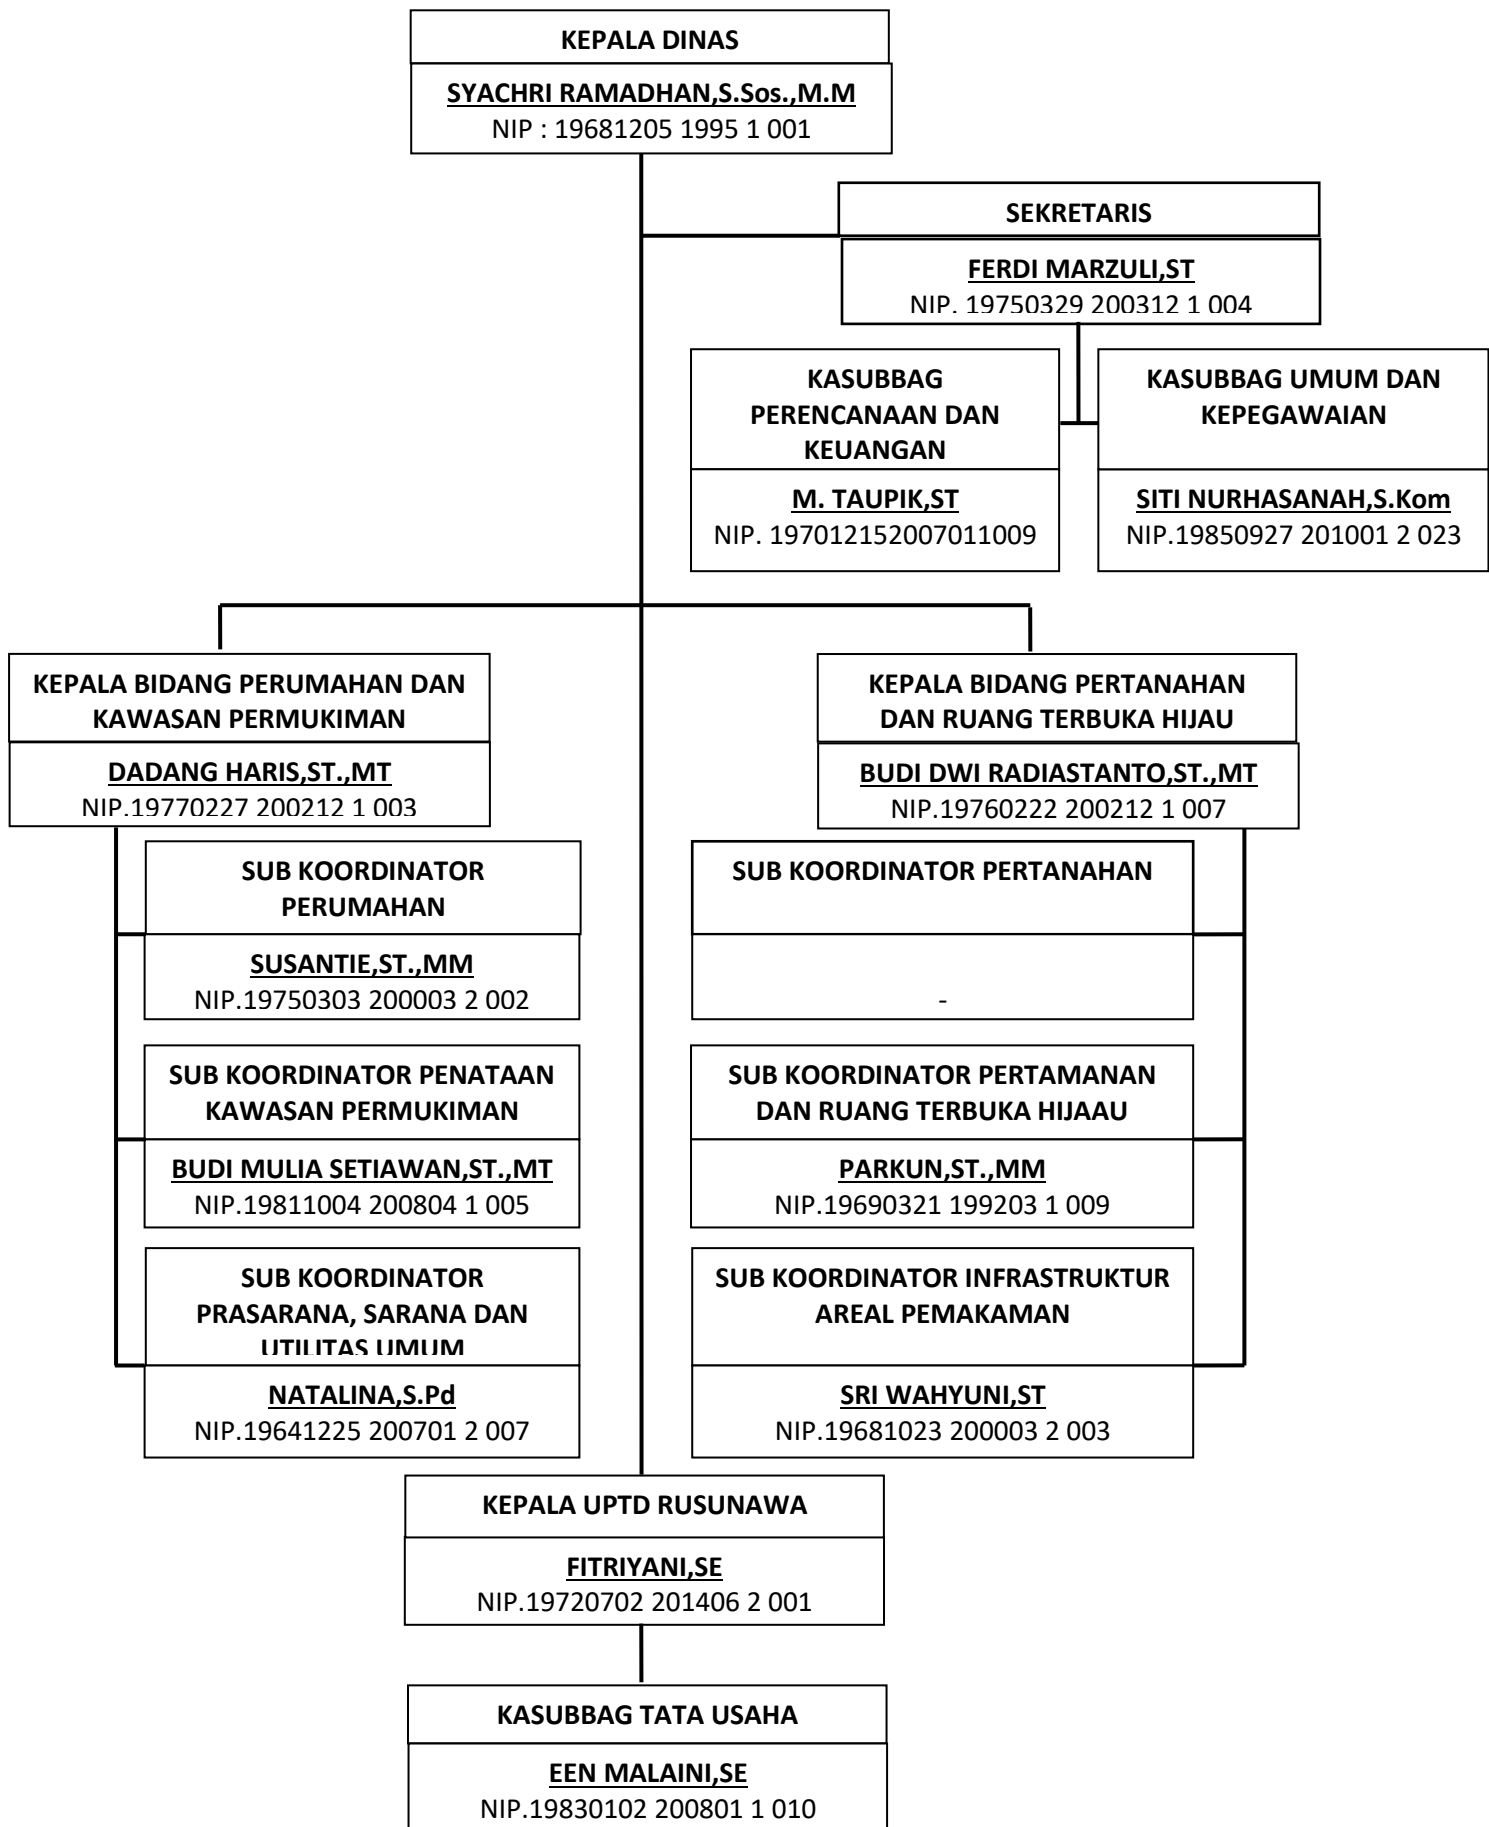 KEPALA DINAS
SYACHRI RAMADHAN,S.Sos.,M.M
NIP : 19681205 1995 1 001
SEKRETARIS
FERDI MARZULI,ST
NIP. 19750329 200312 1 004
KASUBBAG
PERENCANAAN DAN
KEUANGAN
M. TAUPIK,ST
NIP. 197012152007011009
KASUBBAG UMUM DAN
KEPEGAWAIAN
SITI NURHASANAH,S.Kom
NIP.19850927 201001 2 023
KEPALA BIDANG PERUMAHAN DAN
KAWASAN PERMUKIMAN
DADANG HARIS,ST.,MT
NIP.19770227 200212 1 003
KEPALA BIDANG PERTANAHAN
DAN RUANG TERBUKA HIJAU
BUDI DWI RADIASTANTO,ST.,MT
NIP.19760222 200212 1 007
SUB KOORDINATOR
PERUMAHAN
SUSANTIE,ST.,MM
NIP.19750303 200003 2 002
SUB KOORDINATOR PERTANAHAN
-
SUB KOORDINATOR PENATAAN
KAWASAN PERMUKIMAN
BUDI MULIA SETIAWAN,ST.,MT
NIP.19811004 200804 1 005
SUB KOORDINATOR PERTAMANAN
DAN RUANG TERBUKA HIJAAU
PARKUN,ST.,MM
NIP.19690321 199203 1 009
SUB KOORDINATOR
PRASARANA, SARANA DAN
UTILITAS UMUM
NATALINA,S.Pd
NIP.19641225 200701 2 007
SUB KOORDINATOR INFRASTRUKTUR
AREAL PEMAKAMAN
SRI WAHYUNI,ST
NIP.19681023 200003 2 003
KEPALA UPTD RUSUNAWA
FITRIYANI,SE
NIP.19720702 201406 2 001
KASUBBAG TATA USAHA
EEN MALAINI,SE
NIP.19830102 200801 1 010